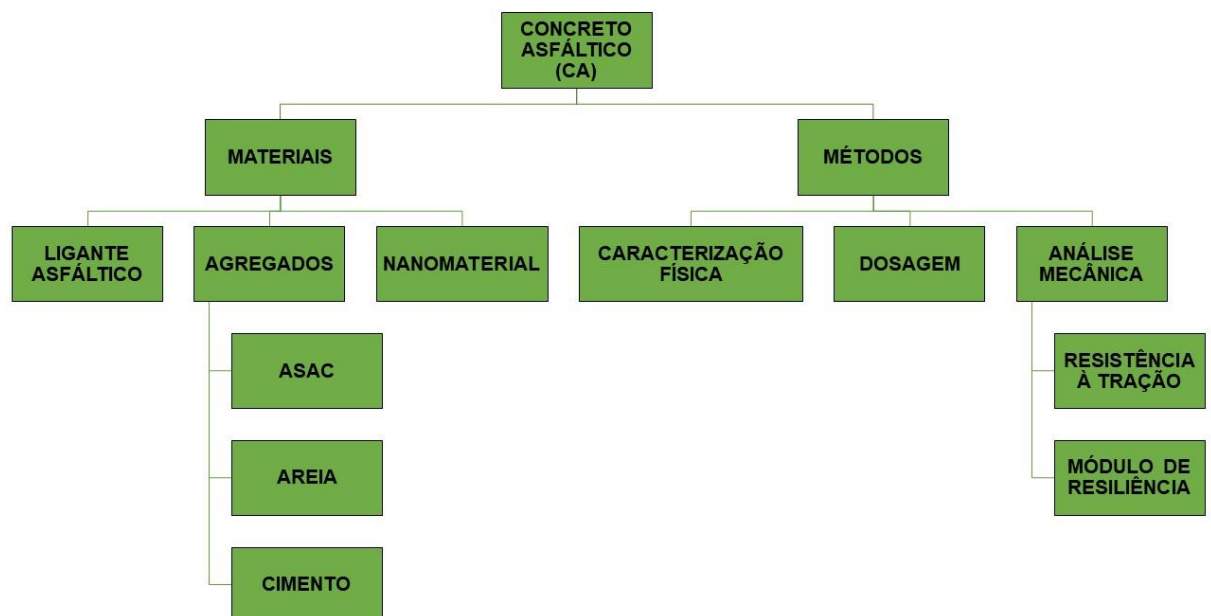 CONCRETO
ASFÁLTICO
(CA)
MATERIAIS
MÉTODOS
LIGANTE
ASFÁLTICO
AGREGADOS
NANOMATERIAL
CARACTERIZAÇÃO
FÍSICA
DOSAGEM
ANÁLISE
MECÂNICA
ASAC
AREIA
CIMENTO
RESISTÊNCIA
À TRAÇÃO
MÓDULO DE
RESILIÊNCIA